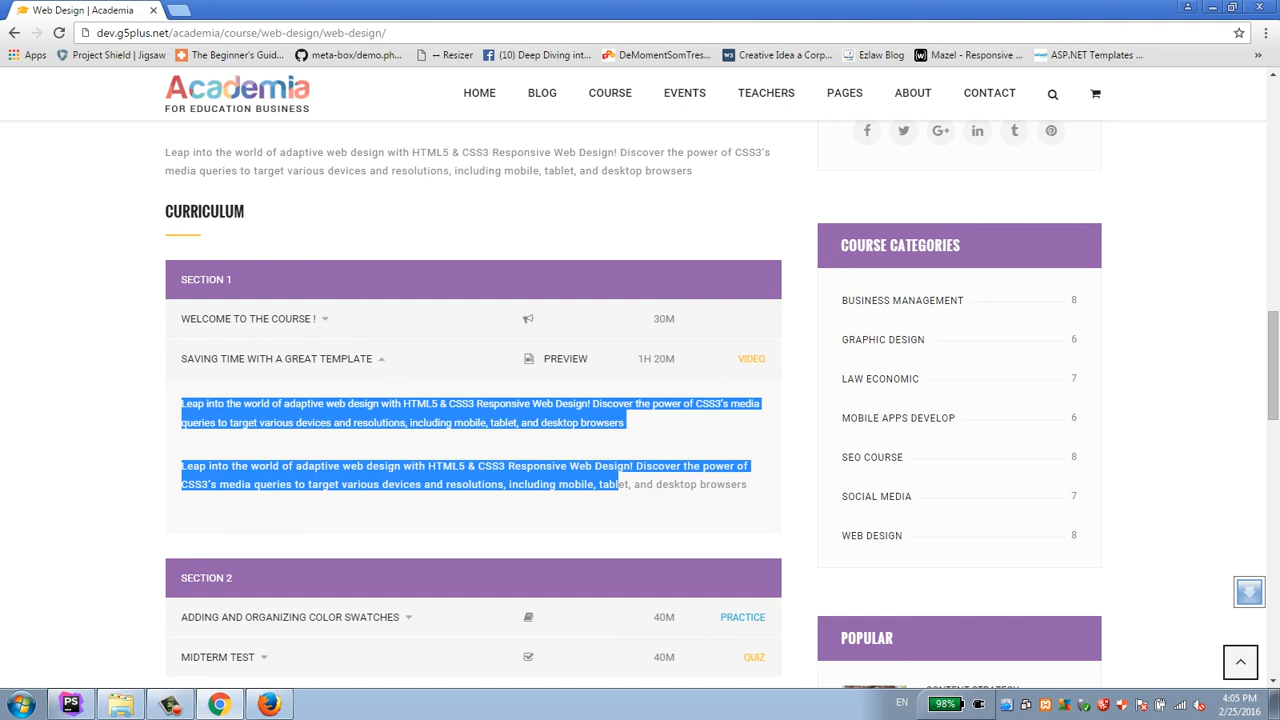 Web Design | Academia
dev.g5plus.net/academia/course/web-design/web-design/
Apps
Project Shield | Jigsaw
The Beginner's Guid...
meta-box/demo.ph...
↔ Resizer
(10) Deep Diving int...
DeMomentSomTres...
Creative Idea a Corp...
Ezlaw Blog
Mazel - Responsive ...
ASP.NET Templates ...
»
Academia
FOR EDUCATION BUSINESS
HOME
BLOG
COURSE
EVENTS
TEACHERS
PAGES
ABOUT
CONTACT
Leap into the world of adaptive web design with HTML5 & CSS3 Responsive Web Design! Discover the power of CSS3's
media queries to target various devices and resolutions, including mobile, tablet, and desktop browsers
CURRICULUM
SECTION 1
WELCOME TO THE COURSE !
30M
SAVING TIME WITH A GREAT TEMPLATE
PREVIEW
1H 20M
VIDEO
Leap into the world of adaptive web design with HTML5 & CSS3 Responsive Web Design! Discover the power of CSS3's media
queries to target various devices and resolutions, including mobile, tablet, and desktop browsers
Leap into the world of adaptive web design with HTML5 & CSS3 Responsive Web Design! Discover the power of
CSS3's media queries to target various devices and resolutions, including mobile, tablet, and desktop browsers
SECTION 2
ADDING AND ORGANIZING COLOR SWATCHES
40M
PRACTICE
MIDTERM TEST
40M
QUIZ
COURSE CATEGORIES
BUSINESS MANAGEMENT 8
GRAPHIC DESIGN 6
LAW ECONOMIC 7
MOBILE APPS DEVELOP 6
SEO COURSE 8
SOCIAL MEDIA 7
WEB DESIGN 8
POPULAR
CONTENT STRATEGY
PS
EN
98%
4:05 PM
2/25/2016